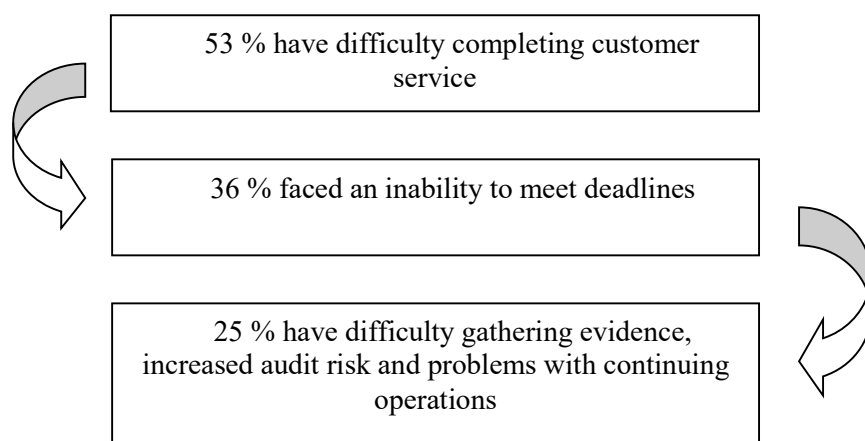 53 % have difficulty completing customer
service
36 % faced an inability to meet deadlines
25 % have difficulty gathering evidence,
increased audit risk and problems with continuing
operations